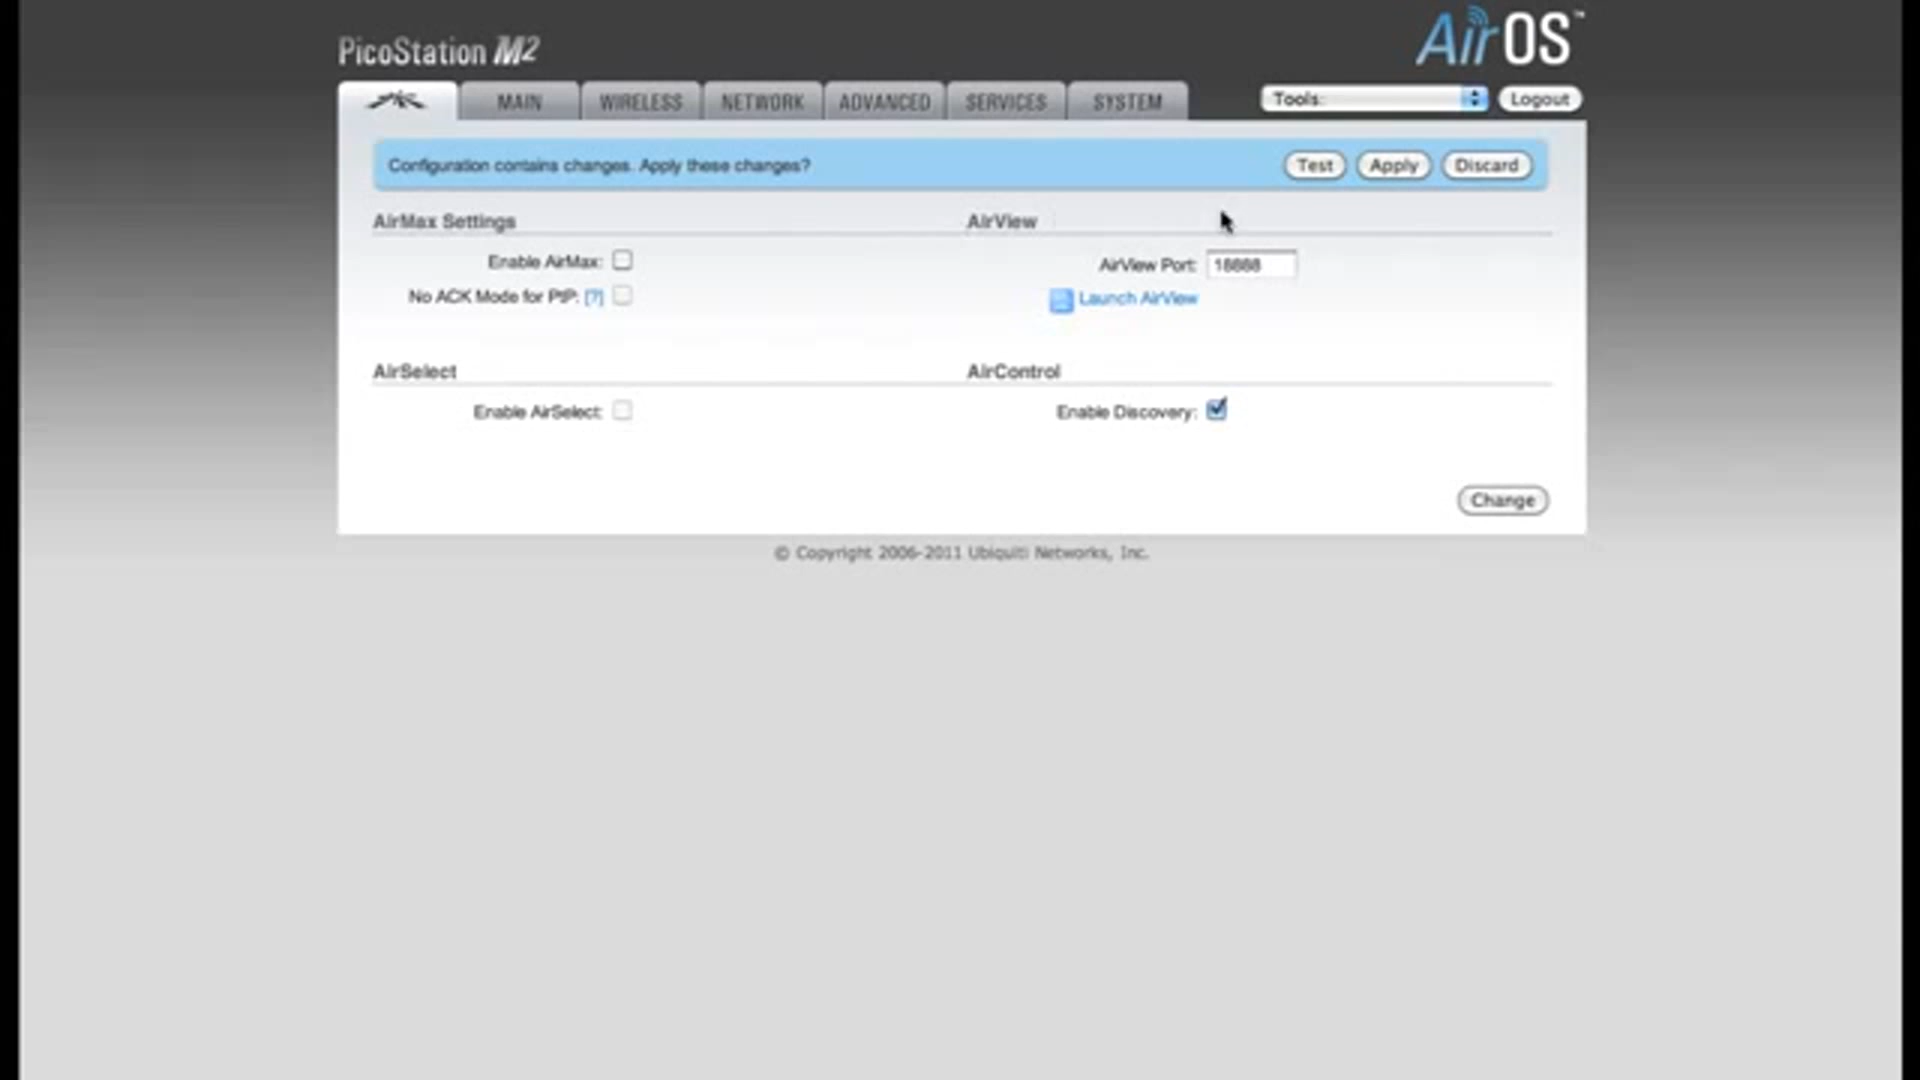 PicoStation M2
AirOS™
MAIN
WIRELESS
NETWORK
ADVANCED
SERVICES
SYSTEM
Tools:
Logout
Configuration contains changes. Apply these changes?
Test
Apply
Discard
AirMax Settings
Enable AirMax:
No ACK Mode for PtP: [?]
AirView
AirView Port: 18888
Launch AirView
AirSelect
Enable AirSelect:
AirControl
Enable Discovery:
Change
© Copyright 2006-2011 Ubiquiti Networks, Inc.